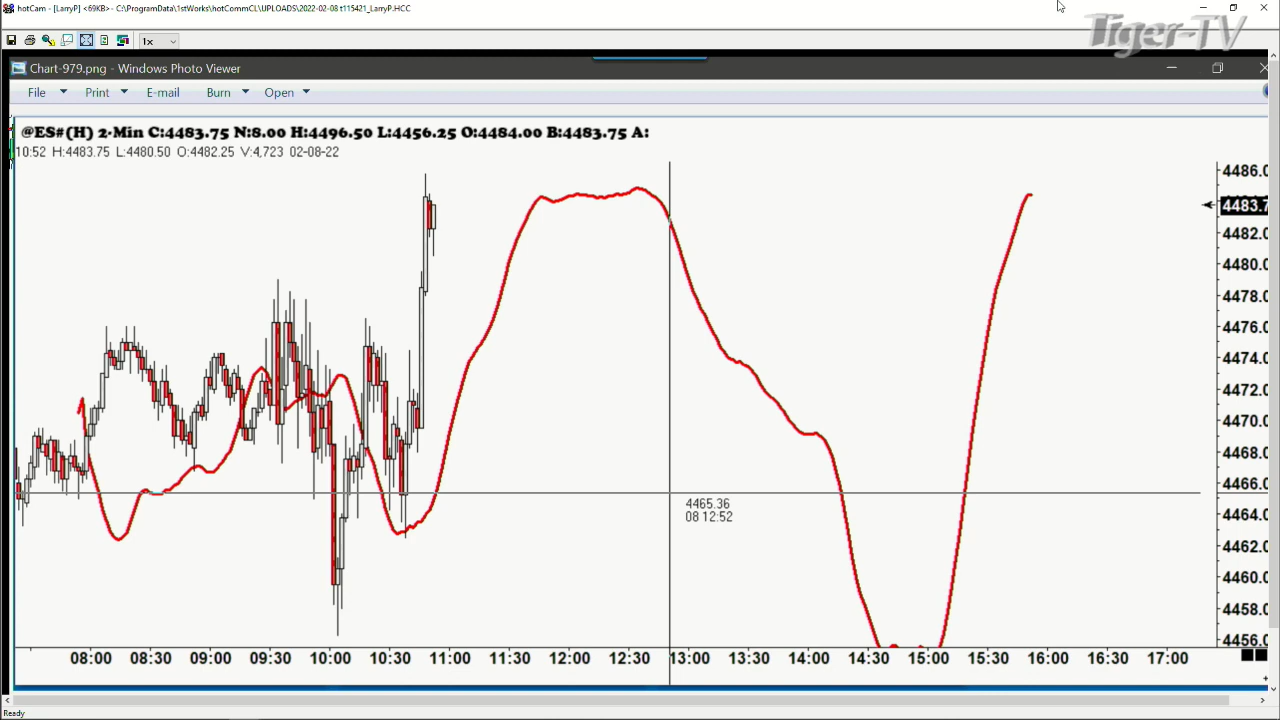 hotCam - [LarryP] <69KB>- C:\ProgramData\1stWorks\hotCommCL\UPLOADS\2022-02-08 t115421_LarryP.HCC
Tiger-TV
1x
Chart-979.png - Windows Photo Viewer
File Print E-mail Burn Open
@ES#(H) 2-Min C:4483.75 N:8.00 H:4496.50 L:4456.25 O:4484.00 B:4483.75 A:
10:52 H:4483.75 L:4480.50 O:4482.25 V:4,723 02-08-22
4486.0
4483.7
4482.0
4480.0
4478.0
4476.0
4474.0
4472.0
4470.0
4468.0
4466.0
4465.36
08 12:52
4464.0
4462.0
4460.0
4458.0
4456.0
08:00 08:30 09:00 09:30 10:00 10:30 11:00 11:30 12:00 12:30 13:00 13:30 14:00 14:30 15:00 15:30 16:00 16:30 17:00
Ready